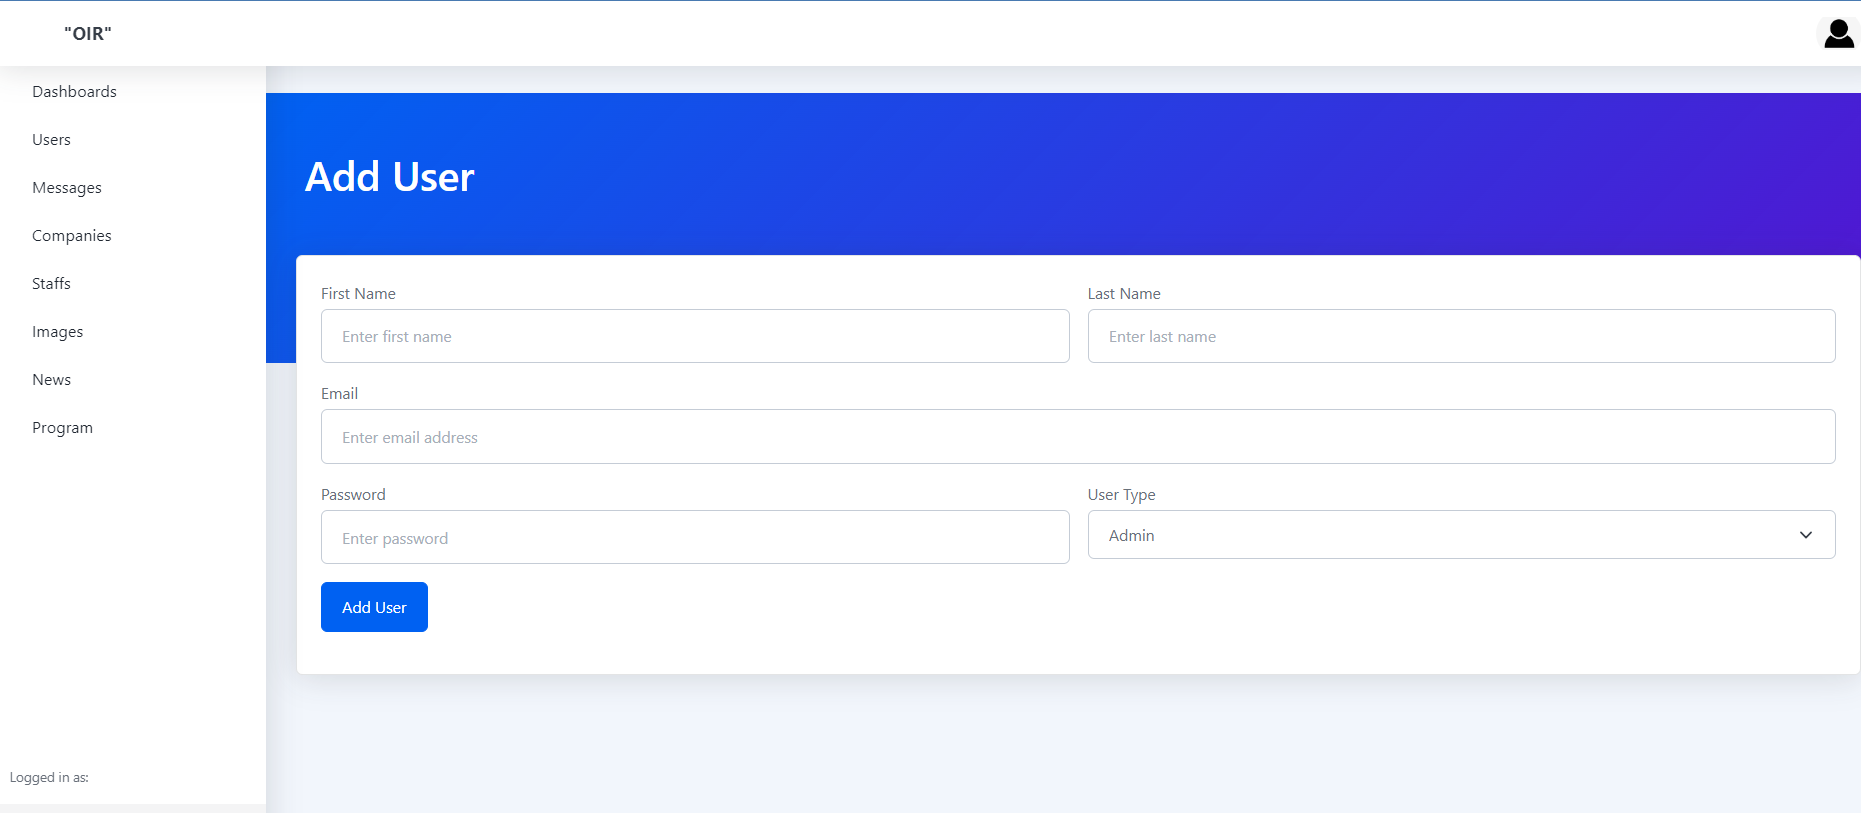 "OIR"
Dashboards
Users
Messages
Companies
Staffs
Images
News
Program
Logged in as:
Add User
First Name
Last Name
Enter first name
Enter last name
Email
Enter email address
Password
User Type
Enter password
Admin
Add User